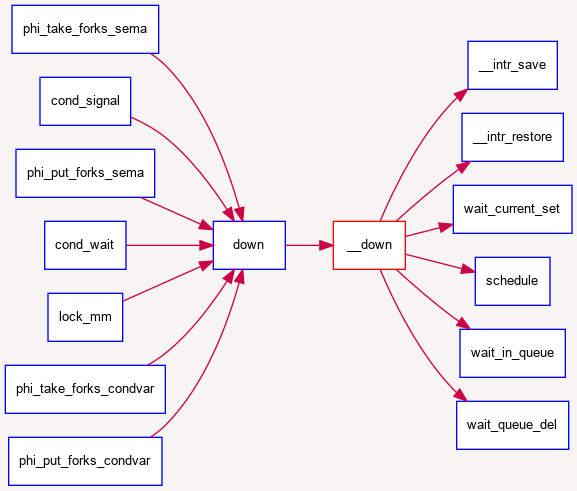 phi_take_forks_sema
cond_signal
phi_put_forks_sema
cond_wait
lock_mm
phi_take_forks_condvar
phi_put_forks_condvar
down
__down
__intr_save
__intr_restore
wait_current_set
schedule
wait_in_queue
wait_queue_del